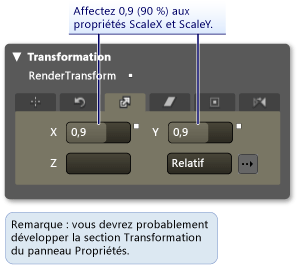 Affectez 0,9 (90 %) aux
propriétés ScaleX et ScaleY.
Transformation
RenderTransform
X 0,9 Y 0,9
Z Relatif
Remarque : vous devrez probablement
développer la section Transformation
du panneau Propriétés.